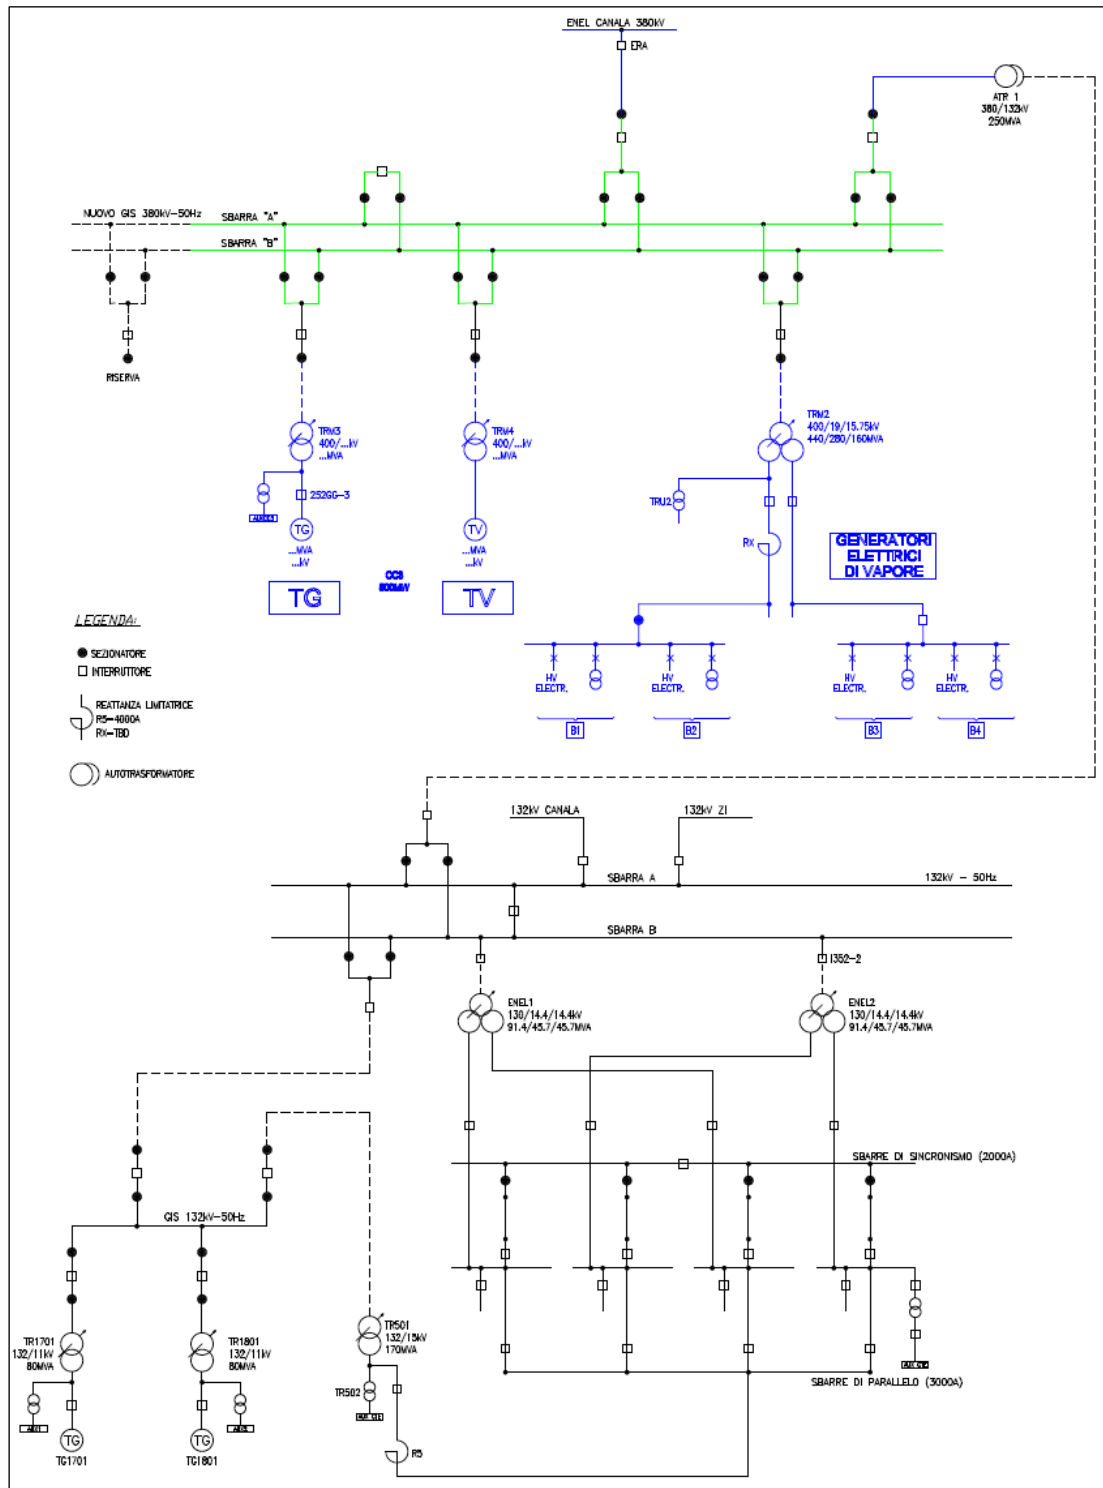 ENEL CANALA 380kV
ERA
ATR 1
380/132kV
250MVA
NUOVO GIS 380kV-50Hz
SBARRA "A"
SBARRA "B"
RISERVA
TRM3
400/...kV
...MVA
TRM4
400/...kV
...MVA
TRM2
400/19/15.75kV
440/280/160MVA
252GG-3
TRU2
TG
...MVA
...kV
TV
...MVA
...kV
RX
GENERATORI
ELETTRICI
DI VAPORE
TG
TV
LEGENDA:
SEZIONATORE
INTERRUTTORE
REATTANZA LIMITATRICE
R5-4000A
RX-TBD
AUTOTRASFORMATORE
HV
ELECTR.
HV
ELECTR.
HV
ELECTR.
HV
ELECTR.
B1
B2
B3
B4
132kV CANALA
132kV ZI
SBARRA A
132kV - 50Hz
SBARRA B
I352-2
ENEL1
130/14.4/14.4kV
91.4/45.7/45.7MVA
ENEL2
130/14.4/14.4kV
91.4/45.7/45.7MVA
SBARRE DI SINCRONISMO (2000A)
GIS 132kV-50Hz
TR1701
132/11kV
80MVA
TR1801
132/11kV
80MVA
TR501
132/15kV
170MVA
TR502
SBARRE DI PARALLELO (3000A)
R5
TG
TG1701
TG
TG1801